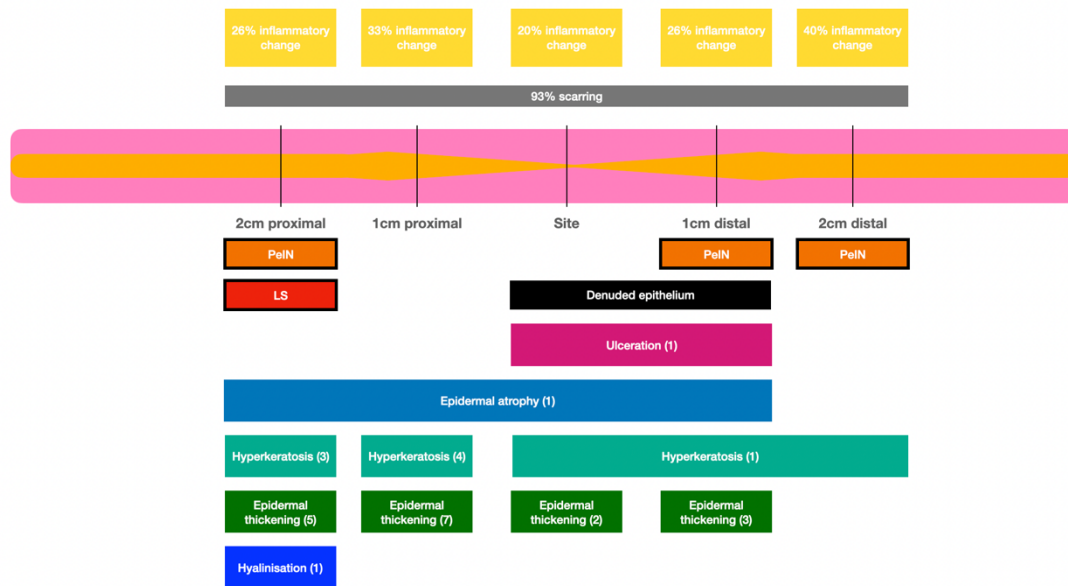 26% inflammatory
change
33% inflammatory
change
20% inflammatory
change
26% inflammatory
change
40% inflammatory
change
93% scarring
2cm proximal
1cm proximal
Site
1cm distal
2cm distal
PeIN
PeIN
PeIN
LS
Denuded epithelium
Ulceration (1)
Epidermal atrophy (1)
Hyperkeratosis (3)
Hyperkeratosis (4)
Hyperkeratosis (1)
Epidermal
thickening (5)
Epidermal
thickening (7)
Epidermal
thickening (2)
Epidermal
thickening (3)
Hyalinisation (1)